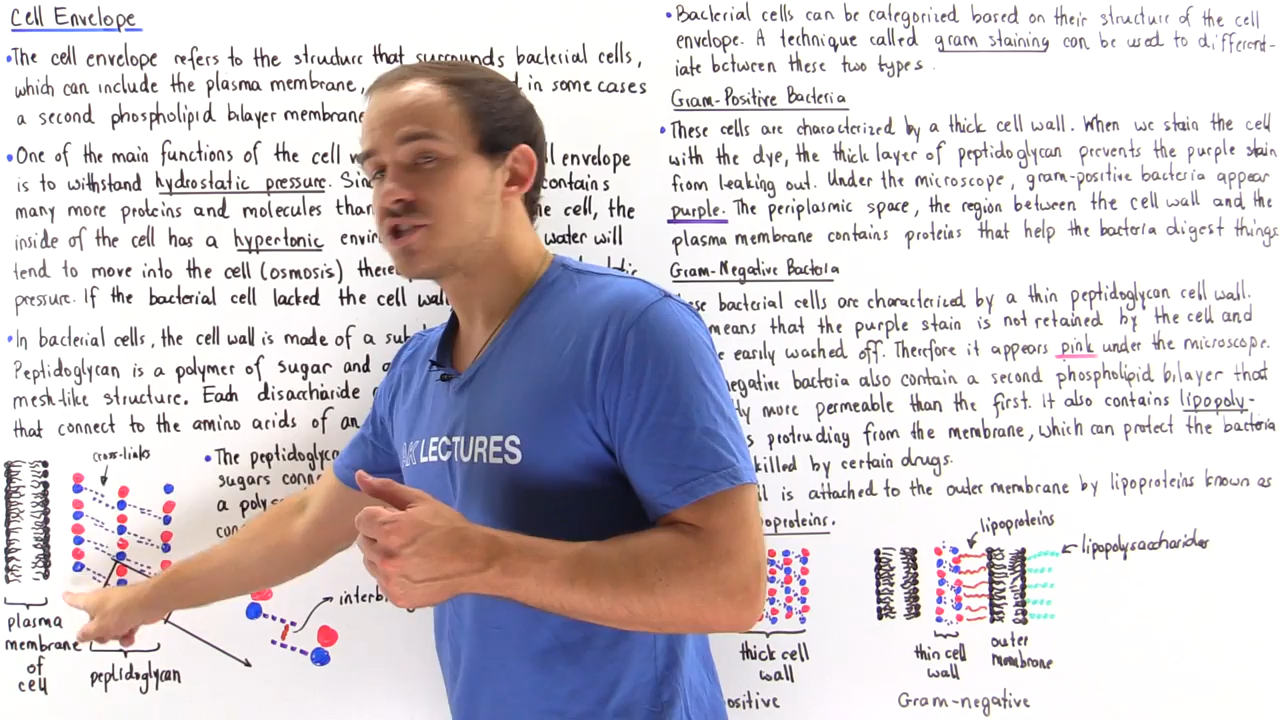 Cell Envelope
•The cell envelope refers to the structure that surrounds bacterial cells,
which can include the plasma membrane, in some cases
a second phospholipid bilayer membrane
•One of the main functions of the cell envelope
is to withstand hydrostatic pressure. contains
many more proteins and molecules than the cell, the
inside of the cell has a hypertonic water will
tend to move into the cell (osmosis)
pressure. If the bacterial cell lacked the cell
•In bacterial cells, the cell wall is made of a
Peptidoglycan is a polymer of sugar and
mesh-like structure. Each disaccharide
that connect to the amino acids of an
cross-links
•The
sugars
plasma
membrane
of
cell
peptidoglycan
•Bacterial cells can be categorized based on their structure of the cell
envelope. A technique called gram staining can be used to different-
iate between these two types.
Gram-Positive Bacteria
•These cells are characterized by a thick cell wall. When we stain the cell
with the dye, the thick layer of peptidoglycan prevents the purple stain
from leaking out. Under the microscope, gram-positive bacteria appear
purple. The periplasmic space, the region between the cell wall and the
plasma membrane contains proteins that help the bacteria digest things
Gram-Negative Bacteria
bacterial cells are characterized by a thin peptidoglycan cell wall.
means that the purple stain is not retained by the cell and
easily washed off. Therefore it appears pink under the microscope.
bacteria also contain a second phospholipid bilayer that
more permeable than the first. It also contains lipopoly-
protruding from the membrane, which can protect the bacteria
killed by certain drugs.
is attached to the outer membrane by lipoproteins known as
AK LECTURES
thick cell
wall
lipoproteins
lipopolysaccharides
thin cell
wall
outer
membrane
Gram-negative